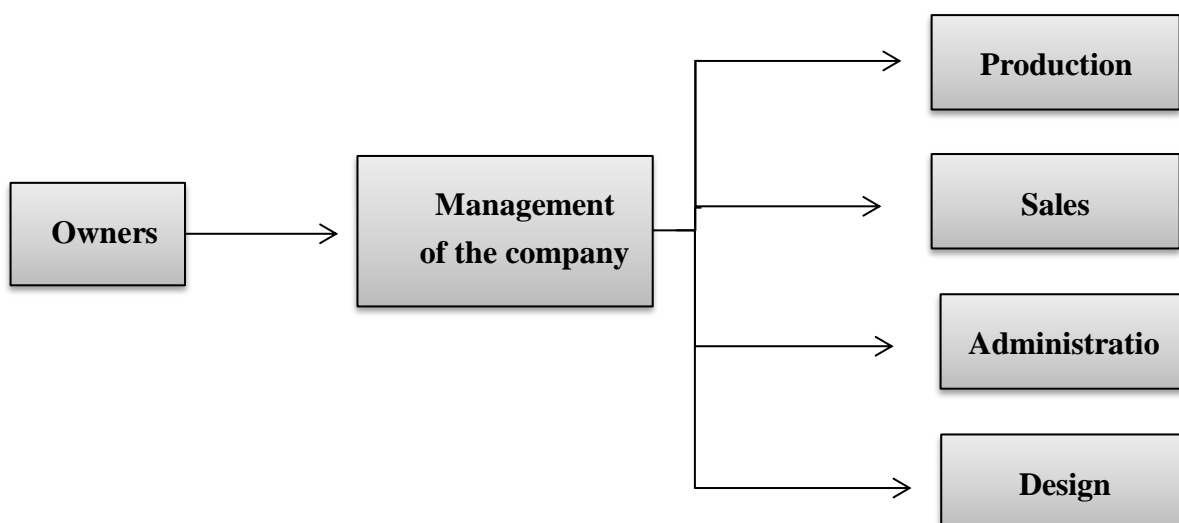 Production
Owners
Management
of the company
Sales
Administratio
Design